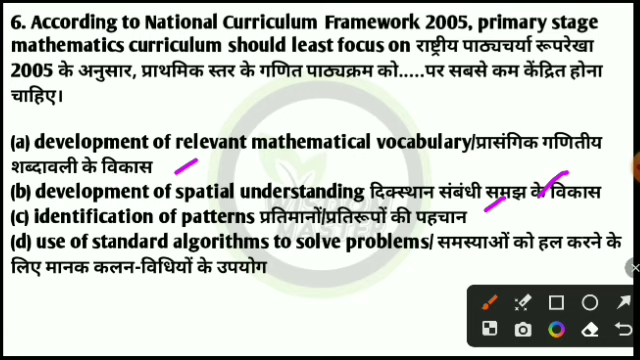 6. According to National Curriculum Framework 2005, primary stage
mathematics curriculum should least focus on राष्ट्रीय पाठ्यचर्या रूपरेखा
2005 के अनुसार, प्राथमिक स्तर के गणित पाठ्यक्रम को.....पर सबसे कम केंद्रित होना
चाहिए।
(a) development of relevant mathematical vocabulary/प्रासंगिक गणितीय
शब्दावली के विकास
(b) development of spatial understanding दिक्स्थान संबंधी समझ के विकास
(c) identification of patterns प्रतिमानों/प्रतिरूपों की पहचान
(d) use of standard algorithms to solve problems/ समस्याओं को हल करने के
लिए मानक कलन-विधियों के उपयोग
MASTER